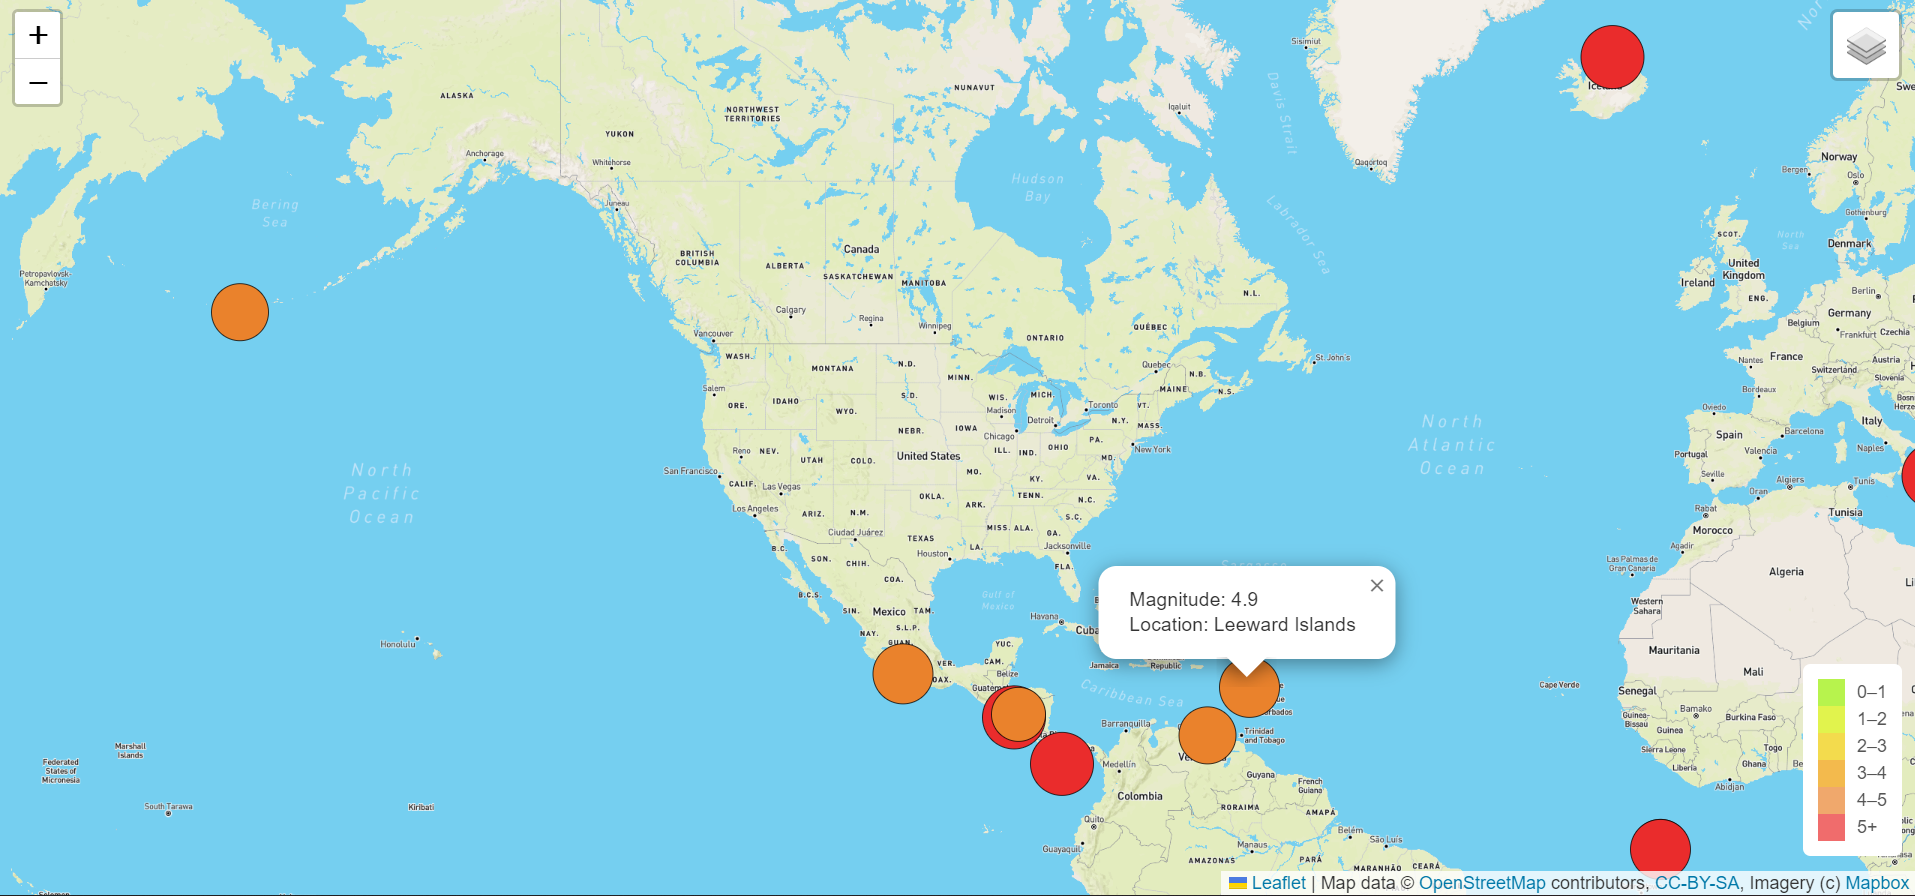 +
−
Sisimiut
Nor
ALASKA
NUNAVUT
NORTHWEST
TERRITORIES
Iqaluit
Davis Strait
YUKON
Anchorage
Whitehorse
Qaqortoq
Norway
Bergen
Oslo
Hudson
Bay
Bering
Sea
Juneau
Labrador Sea
Gothenburg
SCOT.
North
Sea
Denmark
Canada
BRITISH
COLUMBIA
ALBERTA
SASKATCHEWAN
MANITOBA
United
Kingdom
Petropavlovsk-
Kamchatsky
Ireland
N.L.
ENG.
Berlin
Calgary
Regina
Winnipeg
Belgium
Germany
Vancouver
QUÉBEC
ONTARIO
Frankfurt
Czechia
WASH.
MONTANA
N.D.
MINN.
Quebec
St. John's
Nantes
France
Austria
Switzerland
Slovenia
N.B.
Salem
MAINE
N.S.
Bordeaux
ORE.
IDAHO
WYO.
S.D.
WIS.
MICH.
Madison
Toronto
VT.
Oviedo
Detroit
N.Y.
MASS.
Italy
NEBR.
IOWA
Chicago
PA.
Spain
Barcelona
North
Atlantic
Ocean
Reno
NEV.
UTAH
COLO.
United States
ILL.
IND.
OHIO
MD.
New York
Portugal
Valencia
Naples
North
Pacific
Ocean
San Francisco
MO.
KY.
VA.
Seville
Algiers
Tunis
CALIF.
Las Vegas
OKLA.
TENN.
N.C.
Oran
Los Angeles
ARIZ.
N.M.
ARK.
S.C.
Rabat
Tunisia
Ciudad Juárez
TEXAS
MISS.
ALA.
GA.
Morocco
B.C.
SON.
CHIH.
Houston
LA.
Jacksonville
Agadir
Las Palmas de
Gran Canaria
FLA.
COA.
Algeria
B.C.S.
SIN.
Mexico
TAM.
Gulf of
Mexico
Havana
Cuba
Western
Sahara
Magnitude: 4.9
Location: Leeward Islands
×
NAY.
S.L.P.
GUAN.
Honolulu
YUC.
VER.
CAM.
Belize
Jamaica
Republic
Mauritania
Mali
Guatemala
Caribbean Sea
Cape Verde
Senegal
Barranquilla
Trinidad
and Tobago
Guinea-
Bissau
Bamako
Burkina Faso
Guinea
Marshall
Islands
Federated
States of
Micronesia
Medellín
Guyana
French
Guiana
Sierra Leone
Togo
Ghana
Liberia
Abidjan
Colombia
South Tarawa
Kiribati
RORAIMA
AMAPÁ
Quito
Guayaquil
Manaus
Belém
São Luís
AMAZONAS
PARÁ
MARANHÃO
CEARÁ
0–1
1–2
2–3
3–4
4–5
5+
Leaflet | Map data © OpenStreetMap contributors, CC-BY-SA, Imagery (c) Mapbox